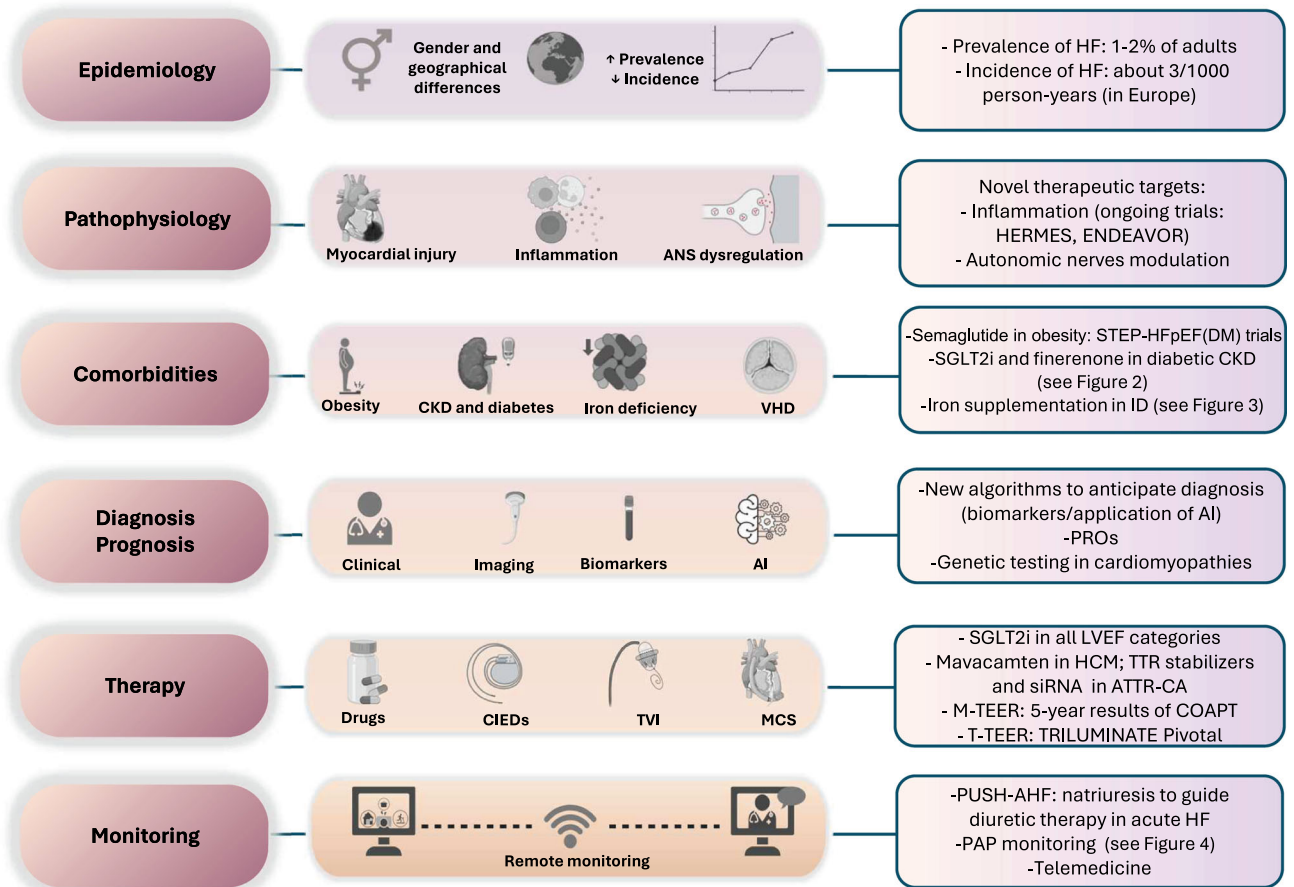 Epidemiology
Gender and
geographical
differences
↑ Prevalence
↓ Incidence
- Prevalence of HF: 1-2% of adults
- Incidence of HF: about 3/1000
person-years (in Europe)
Pathophysiology
Myocardial injury
Inflammation
ANS dysregulation
Novel therapeutic targets:
- Inflammation (ongoing trials:
HERMES, ENDEAVOR)
- Autonomic nerves modulation
Comorbidities
Obesity
CKD and diabetes
Iron deficiency
VHD
-Semaglutide in obesity: STEP-HFpEF(DM) trials
-SGLT2i and finerenone in diabetic CKD
(see Figure 2)
-Iron supplementation in ID (see Figure 3)
Diagnosis
Prognosis
Clinical
Imaging
Biomarkers
AI
-New algorithms to anticipate diagnosis
(biomarkers/application of AI)
-PROs
-Genetic testing in cardiomyopathies
Therapy
Drugs
CIEDs
TVI
MCS
- SGLT2i in all LVEF categories
- Mavacamten in HCM; TTR stabilizers
and siRNA in ATTR-CA
- M-TEER: 5-year results of COAPT
- T-TEER: TRILUMINATE Pivotal
Monitoring
Remote monitoring
-PUSH-AHF: natriuresis to guide
diuretic therapy in acute HF
-PAP monitoring (see Figure 4)
-Telemedicine